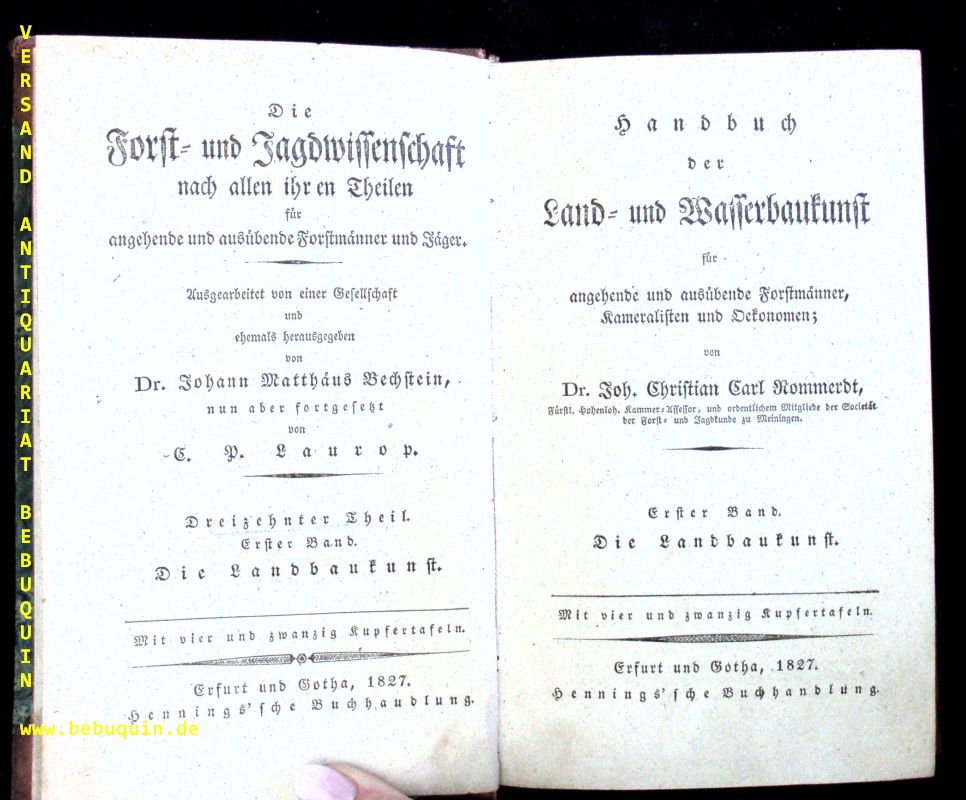 VERSAND ANTIQUARIAT BEBUQUIN
www.bebuquin.de
Die
Forst- und Jagdwissenschaft
nach allen ihren Theilen
für
angehende und ausübende Forstmänner und Jäger.
Ausgearbeitet von einer Gesellschaft
und
ehemals herausgegeben
von
Dr. Johann Matthäus Bechstein,
nun aber fortgesetzt
von
C. P. Laurop.
Dreizehnter Theil.
Erster Band.
Die Landbaukunst.
Mit vier und zwanzig Kupfertafeln.
Erfurt und Gotha, 1827.
Hennings'sche Buchhandlung.
Handbuch
der
Land- und Wasserbaukunst
für
angehende und ausübende Forstmänner,
Kameralisten und Oekonomen;
von
Dr. Joh. Christian Carl Rommerdt,
Fürstl. Hohenloh. Kammer-Assessor, und ordentlichem Mitgliede der Societät
der Forst- und Jagdkunde zu Meiningen.
Erster Band.
Die Landbaukunst.
Mit vier und zwanzig Kupfertafeln.
Erfurt und Gotha, 1827.
Hennings'sche Buchhandlung.